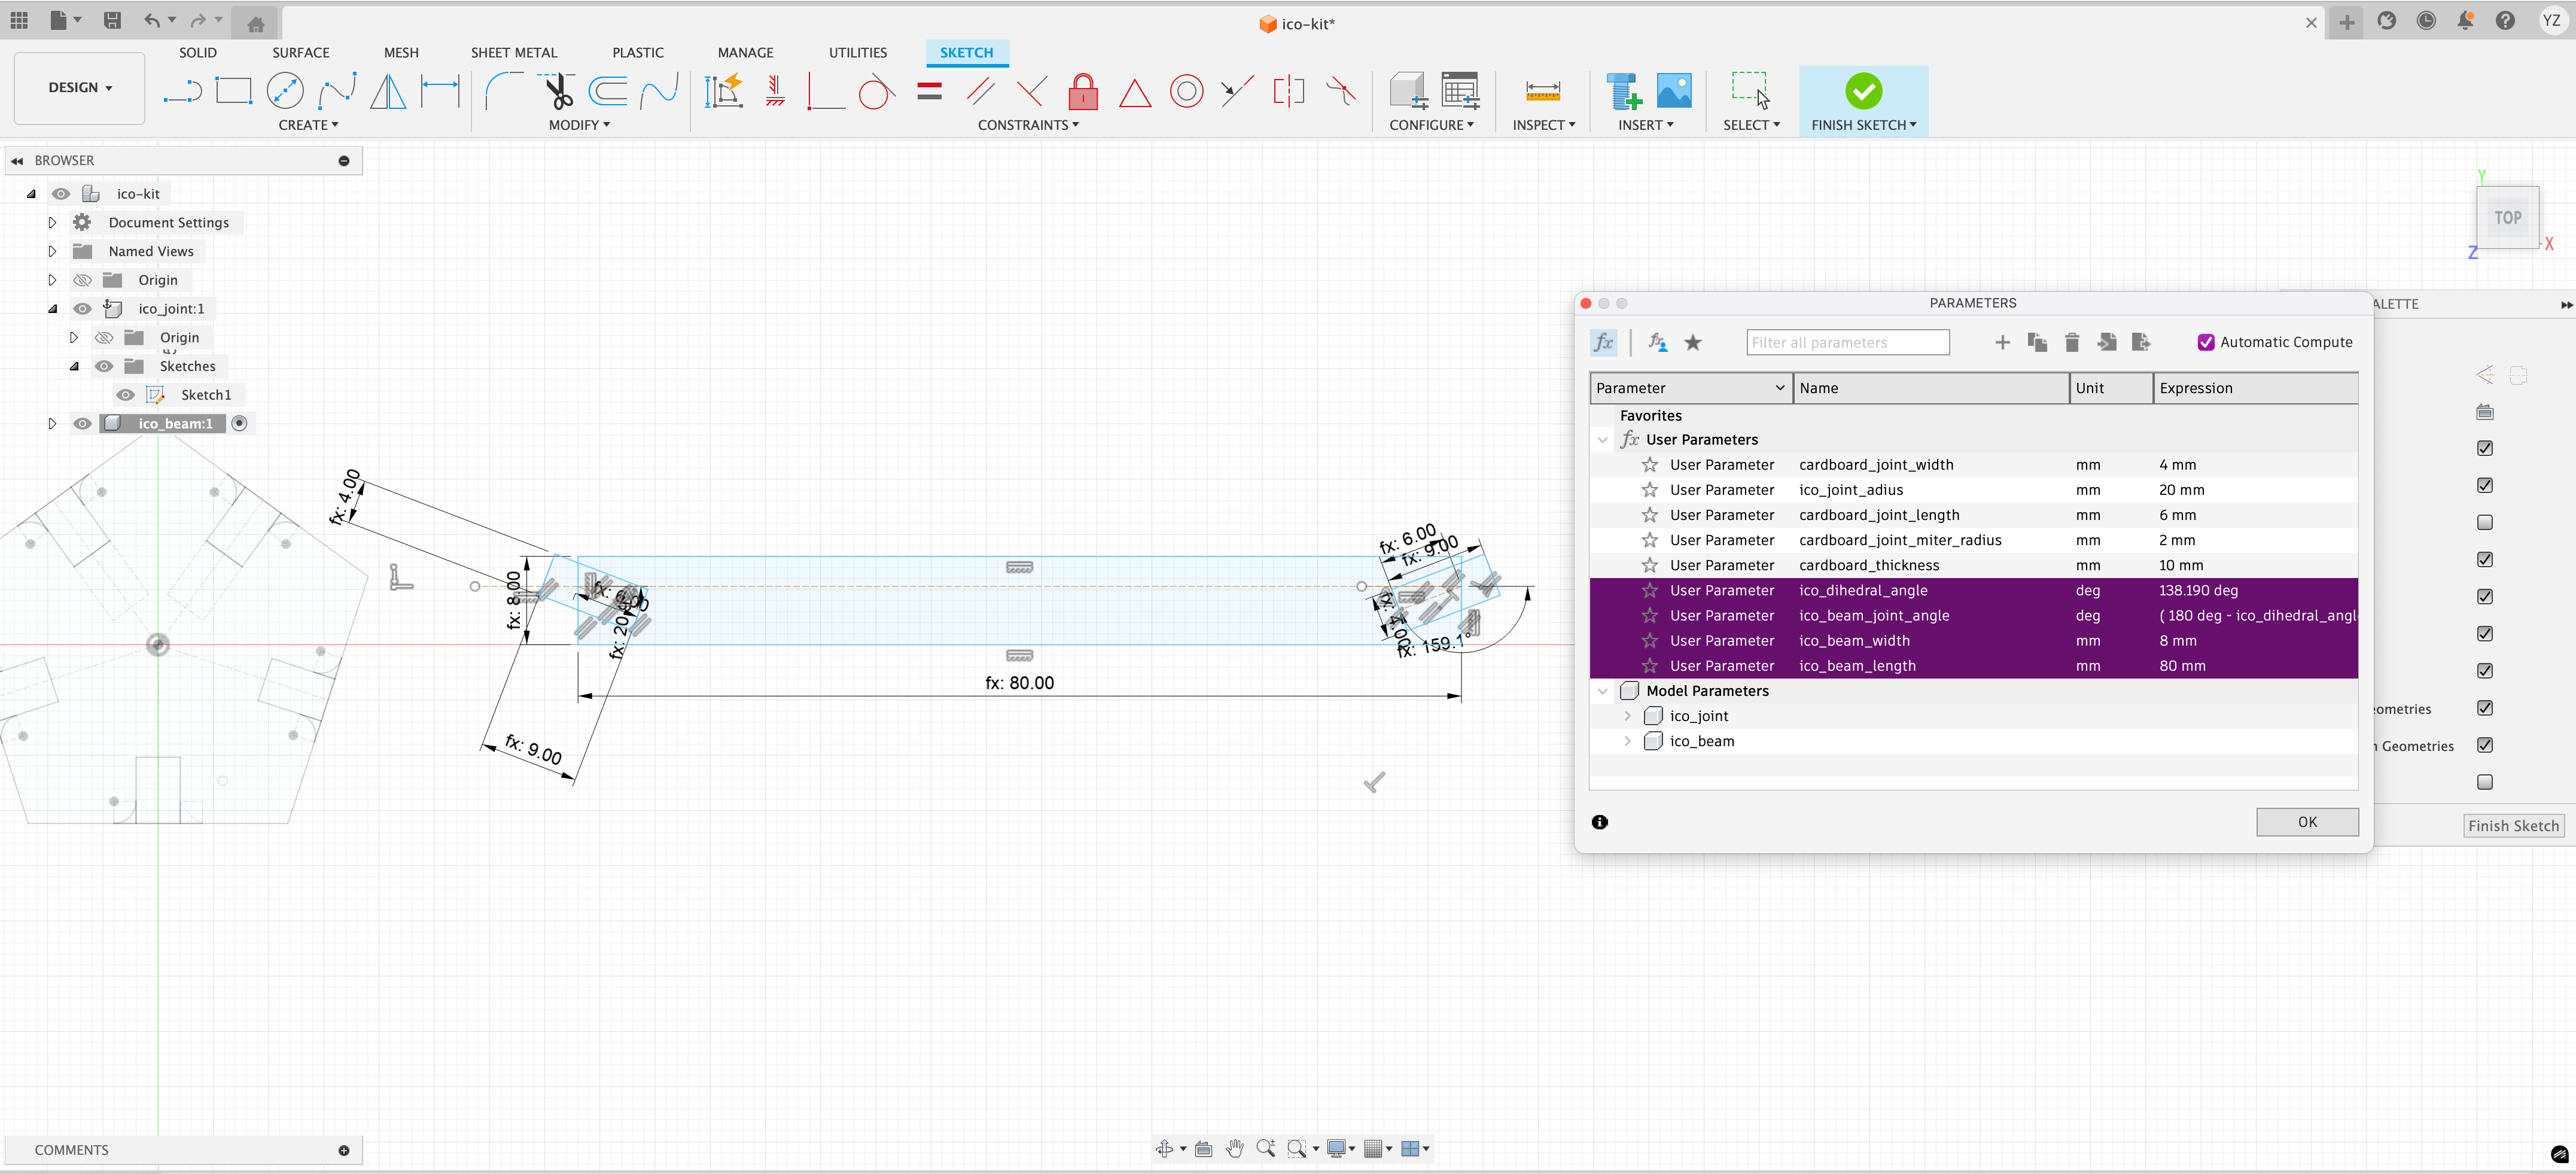 ico-kit*
YZ
SOLID SURFACE MESH SHEET METAL PLASTIC MANAGE UTILITIES SKETCH
DESIGN
CREATE MODIFY CONSTRAINTS CONFIGURE INSPECT INSERT SELECT FINISH SKETCH
BROWSER
ico-kit
Document Settings
Named Views
Origin
ico_joint:1
Origin
Sketches
Sketch1
ico_beam:1
Y
TOP
X
Z
ALETTE
PARAMETERS
fx
Filter all parameters
Automatic Compute
Parameter Name Unit Expression
Favorites
fx User Parameters
User Parameter cardboard_joint_width mm 4 mm
User Parameter ico_joint_adius mm 20 mm
User Parameter cardboard_joint_length mm 6 mm
User Parameter cardboard_joint_miter_radius mm 2 mm
User Parameter cardboard_thickness mm 10 mm
User Parameter ico_dihedral_angle deg 138.190 deg
User Parameter ico_beam_joint_angle deg ( 180 deg - ico_dihedral_angl
User Parameter ico_beam_width mm 8 mm
User Parameter ico_beam_length mm 80 mm
Model Parameters
ico_joint
ico_beam
OK
ometries
Geometries
Finish Sketch
fx: 4.00
fx: 8.00
fx: 6.00
fx: 9.00
fx: 4.00
fx: 159.1°
fx: 80.00
fx: 9.00
COMMENTS